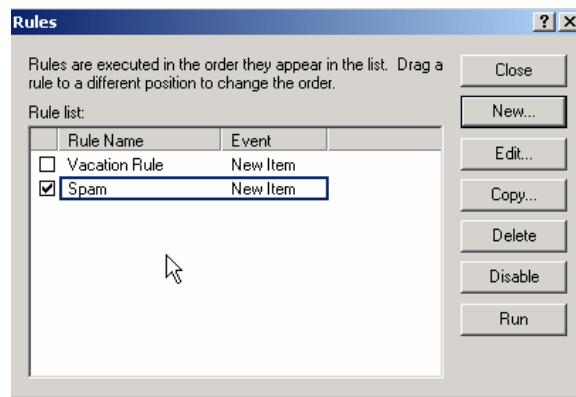 Rules
Rules are executed in the order they appear in the list. Drag a
rule to a different position to change the order.
Rule list:
Rule Name Event
Vacation Rule New Item
Spam New Item
Close
New...
Edit...
Copy...
Delete
Disable
Run